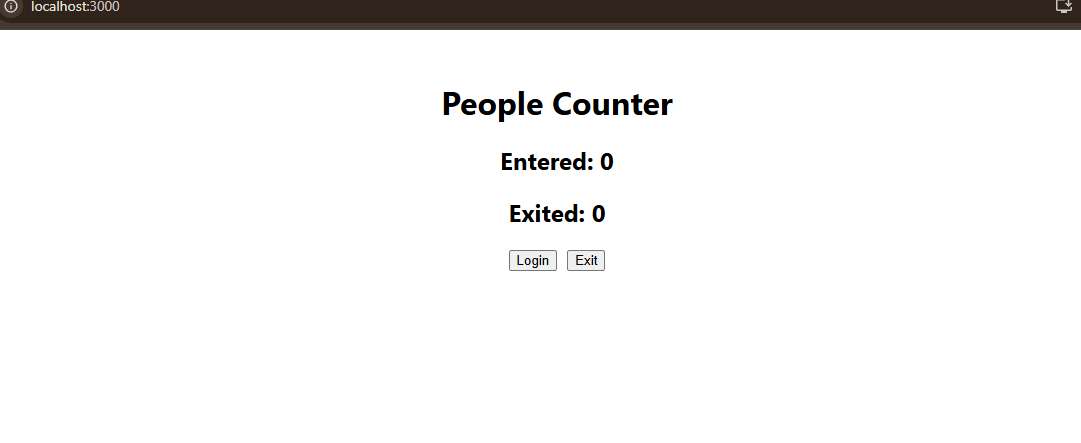 localhost:3000
People Counter
Entered: 0
Exited: 0
Login Exit